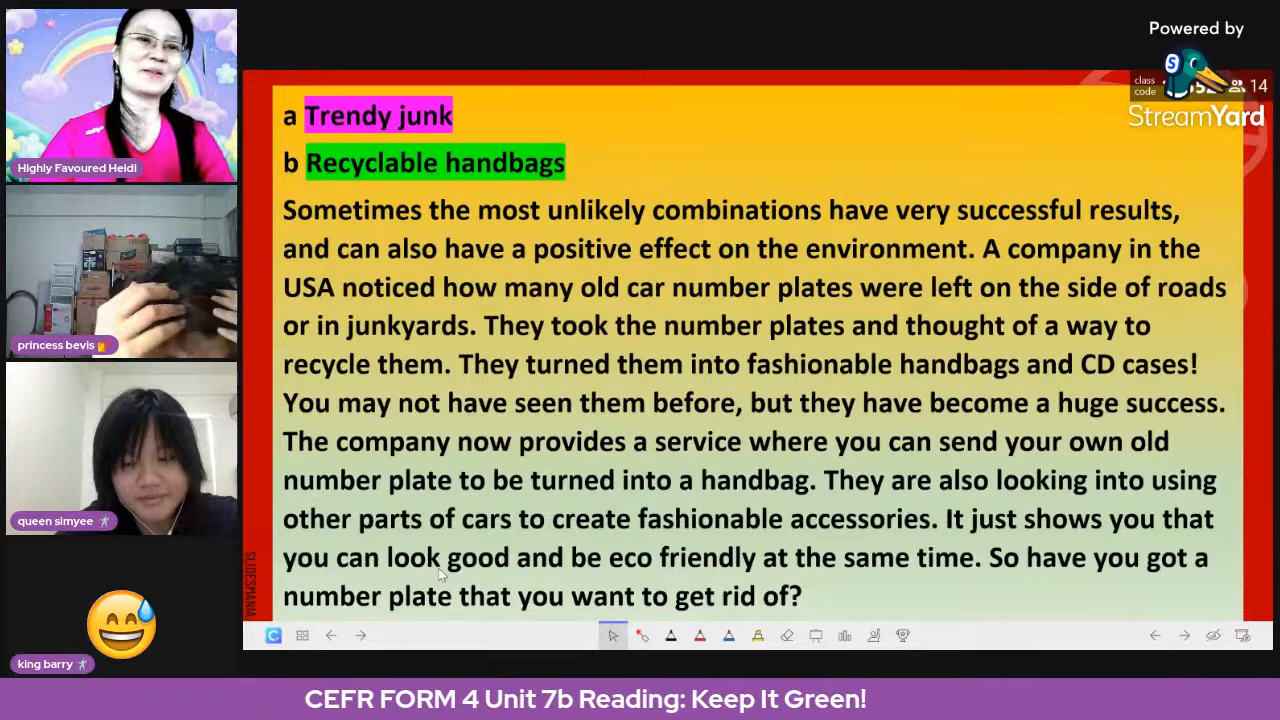 Powered by
class
code
14
StreamYard
Highly Favoured Heidi
princess bevis
queen simyee
king barry
a Trendy junk
b Recyclable handbags
Sometimes the most unlikely combinations have very successful results,
and can also have a positive effect on the environment. A company in the
USA noticed how many old car number plates were left on the side of roads
or in junkyards. They took the number plates and thought of a way to
recycle them. They turned them into fashionable handbags and CD cases!
You may not have seen them before, but they have become a huge success.
The company now provides a service where you can send your own old
number plate to be turned into a handbag. They are also looking into using
other parts of cars to create fashionable accessories. It just shows you that
you can look good and be eco friendly at the same time. So have you got a
number plate that you want to get rid of?
SLIDESMANIA
CEFR FORM 4 Unit 7b Reading: Keep It Green!